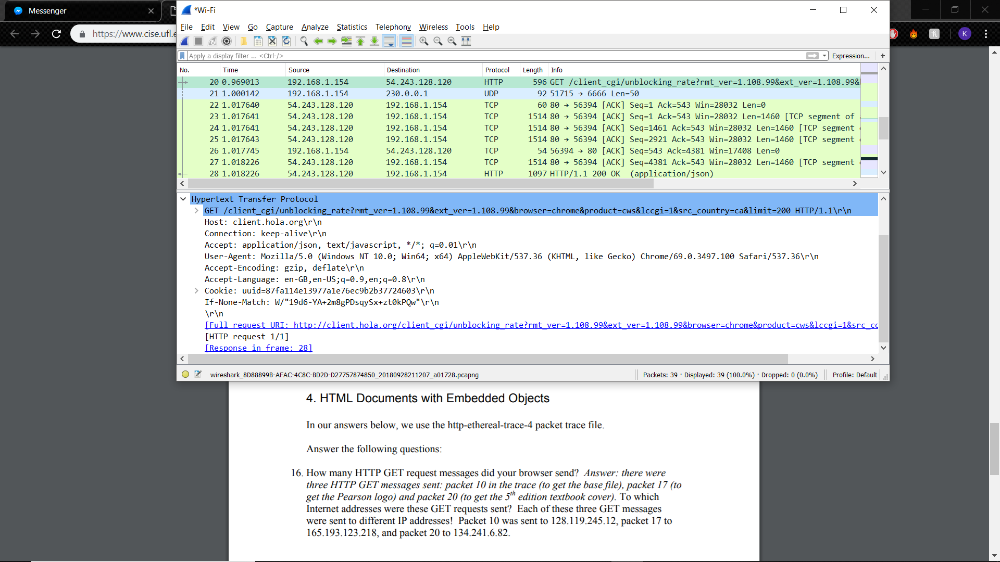 Messenger
https://www.cise.ufl.e
K
*Wi-Fi
File Edit View Go Capture Analyze Statistics Telephony Wireless Tools Help
Apply a display filter ... <Ctrl-/>
Expression... +
No. Time Source Destination Protocol Length Info
20 0.969013 192.168.1.154 54.243.128.120 HTTP 596 GET /client_cgi/unblocking_rate?rmt_ver=1.108.99&ext_ver=1.108.99&
21 1.000142 192.168.1.154 230.0.0.1 UDP 92 51715 → 6666 Len=50
22 1.017640 54.243.128.120 192.168.1.154 TCP 60 80 → 56394 [ACK] Seq=1 Ack=543 Win=28032 Len=0
23 1.017641 54.243.128.120 192.168.1.154 TCP 1514 80 → 56394 [ACK] Seq=1 Ack=543 Win=28032 Len=1460 [TCP segment of
24 1.017641 54.243.128.120 192.168.1.154 TCP 1514 80 → 56394 [ACK] Seq=1461 Ack=543 Win=28032 Len=1460 [TCP segment
25 1.017643 54.243.128.120 192.168.1.154 TCP 1514 80 → 56394 [ACK] Seq=2921 Ack=543 Win=28032 Len=1460 [TCP segment
26 1.017745 192.168.1.154 54.243.128.120 TCP 54 56394 → 80 [ACK] Seq=543 Ack=4381 Win=17408 Len=0
27 1.018226 54.243.128.120 192.168.1.154 TCP 1514 80 → 56394 [ACK] Seq=4381 Ack=543 Win=28032 Len=1460 [TCP segment
28 1.018226 54.243.128.120 192.168.1.154 HTTP 1097 HTTP/1.1 200 OK (application/json)
Hypertext Transfer Protocol
GET /client_cgi/unblocking_rate?rmt_ver=1.108.99&ext_ver=1.108.99&browser=chrome&product=cws&lccgi=1&src_country=ca&limit=200 HTTP/1.1\r\n
Host: client.hola.org\r\n
Connection: keep-alive\r\n
Accept: application/json, text/javascript, */*; q=0.01\r\n
User-Agent: Mozilla/5.0 (Windows NT 10.0; Win64; x64) AppleWebKit/537.36 (KHTML, like Gecko) Chrome/69.0.3497.100 Safari/537.36\r\n
Accept-Encoding: gzip, deflate\r\n
Accept-Language: en-GB,en-US;q=0.9,en;q=0.8\r\n
Cookie: uuid=87fa114e13977a1e76ec9b2b37724603\r\n
If-None-Match: W/"19d6-YA+2m8gPDsqySx+zt0kPQw"\r\n
\r\n
[Full request URI: http://client.hola.org/client_cgi/unblocking_rate?rmt_ver=1.108.99&ext_ver=1.108.99&browser=chrome&product=cws&lccgi=1&src_cc
[HTTP request 1/1]
[Response in frame: 28]
wireshark_8D88899B-AFAC-4C8C-BD2D-D27757874850_20180928211207_a01728.pcapng
Packets: 39 · Displayed: 39 (100.0%) · Dropped: 0 (0.0%)
Profile: Default
4. HTML Documents with Embedded Objects
In our answers below, we use the http-ethereal-trace-4 packet trace file.
Answer the following questions:
16. How many HTTP GET request messages did your browser send? Answer: there were
three HTTP GET messages sent: packet 10 in the trace (to get the base file), packet 17 (to
get the Pearson logo) and packet 20 (to get the 5th edition textbook cover). To which
Internet addresses were these GET requests sent? Each of these three GET messages
were sent to different IP addresses! Packet 10 was sent to 128.119.245.12, packet 17 to
165.193.123.218, and packet 20 to 134.241.6.82.